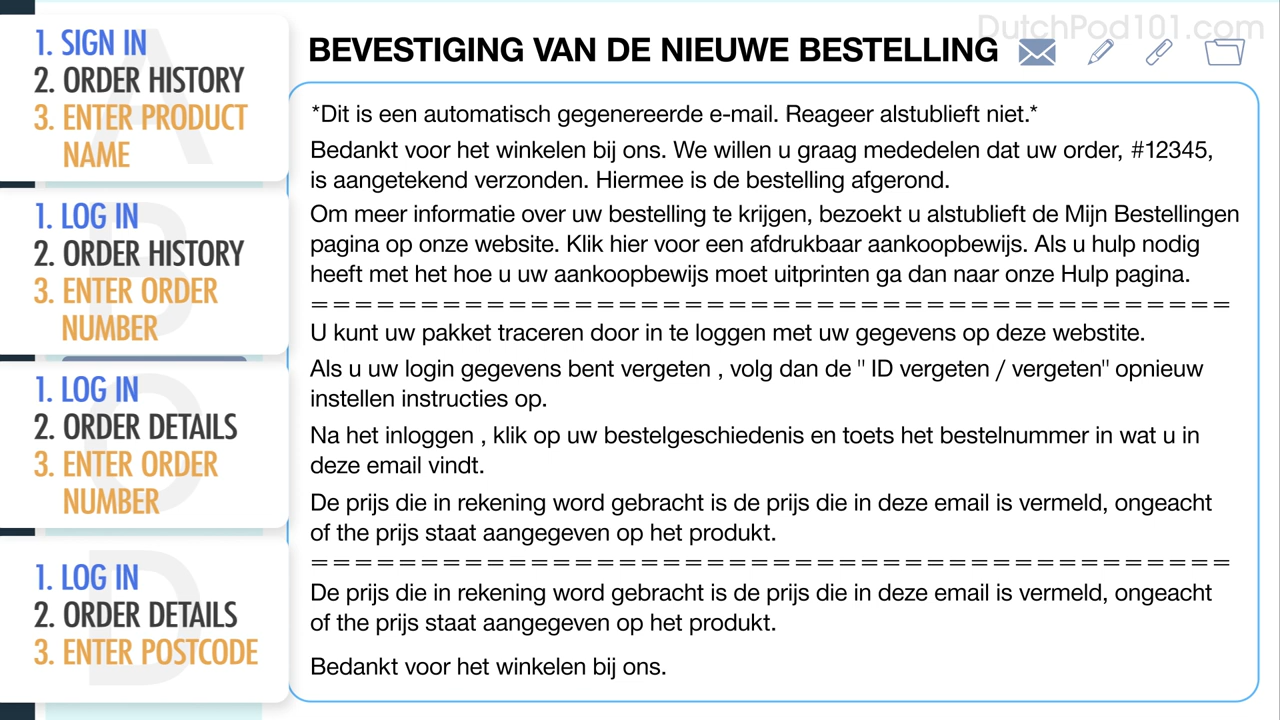 DutchPod101.com
A
1. SIGN IN
2. ORDER HISTORY
3. ENTER PRODUCT
NAME
B
1. LOG IN
2. ORDER HISTORY
3. ENTER ORDER
NUMBER
C
1. LOG IN
2. ORDER DETAILS
3. ENTER ORDER
NUMBER
D
1. LOG IN
2. ORDER DETAILS
3. ENTER POSTCODE
BEVESTIGING VAN DE NIEUWE BESTELLING
*Dit is een automatisch gegenereerde e-mail. Reageer alstublieft niet.*
Bedankt voor het winkelen bij ons. We willen u graag mededelen dat uw order, #12345,
is aangetekend verzonden. Hiermee is de bestelling afgerond.
Om meer informatie over uw bestelling te krijgen, bezoekt u alstublieft de Mijn Bestellingen
pagina op onze website. Klik hier voor een afdrukbaar aankoopbewijs. Als u hulp nodig
heeft met het hoe u uw aankoopbewijs moet uitprinten ga dan naar onze Hulp pagina.
==========================================
U kunt uw pakket traceren door in te loggen met uw gegevens op deze webstite.
Als u uw login gegevens bent vergeten , volg dan de " ID vergeten / vergeten" opnieuw
instellen instructies op.
Na het inloggen , klik op uw bestelgeschiedenis en toets het bestelnummer in wat u in
deze email vindt.
De prijs die in rekening word gebracht is de prijs die in deze email is vermeld, ongeacht
of the prijs staat aangegeven op het produkt.
==========================================
De prijs die in rekening word gebracht is de prijs die in deze email is vermeld, ongeacht
of the prijs staat aangegeven op het produkt.
Bedankt voor het winkelen bij ons.